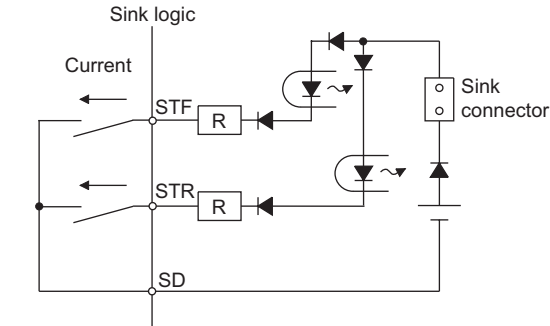 Sink logic
Current
STF
R
Sink
connector
STR
R
SD